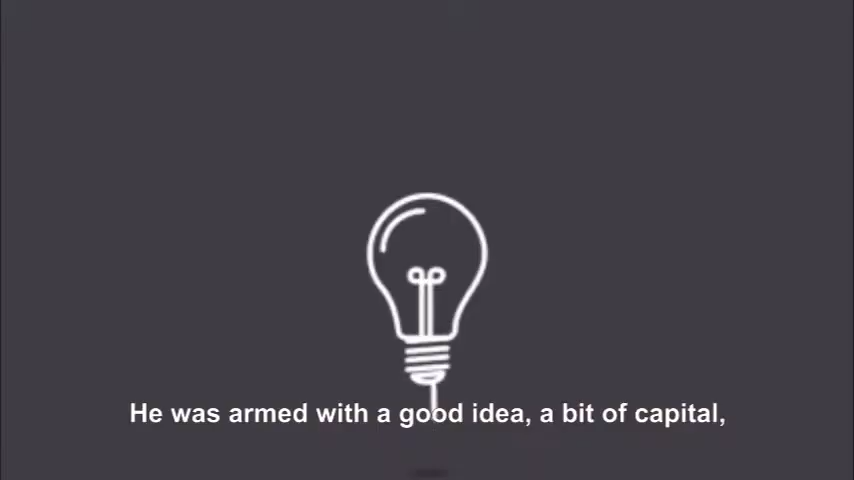 He was armed with a good idea, a bit of capital,